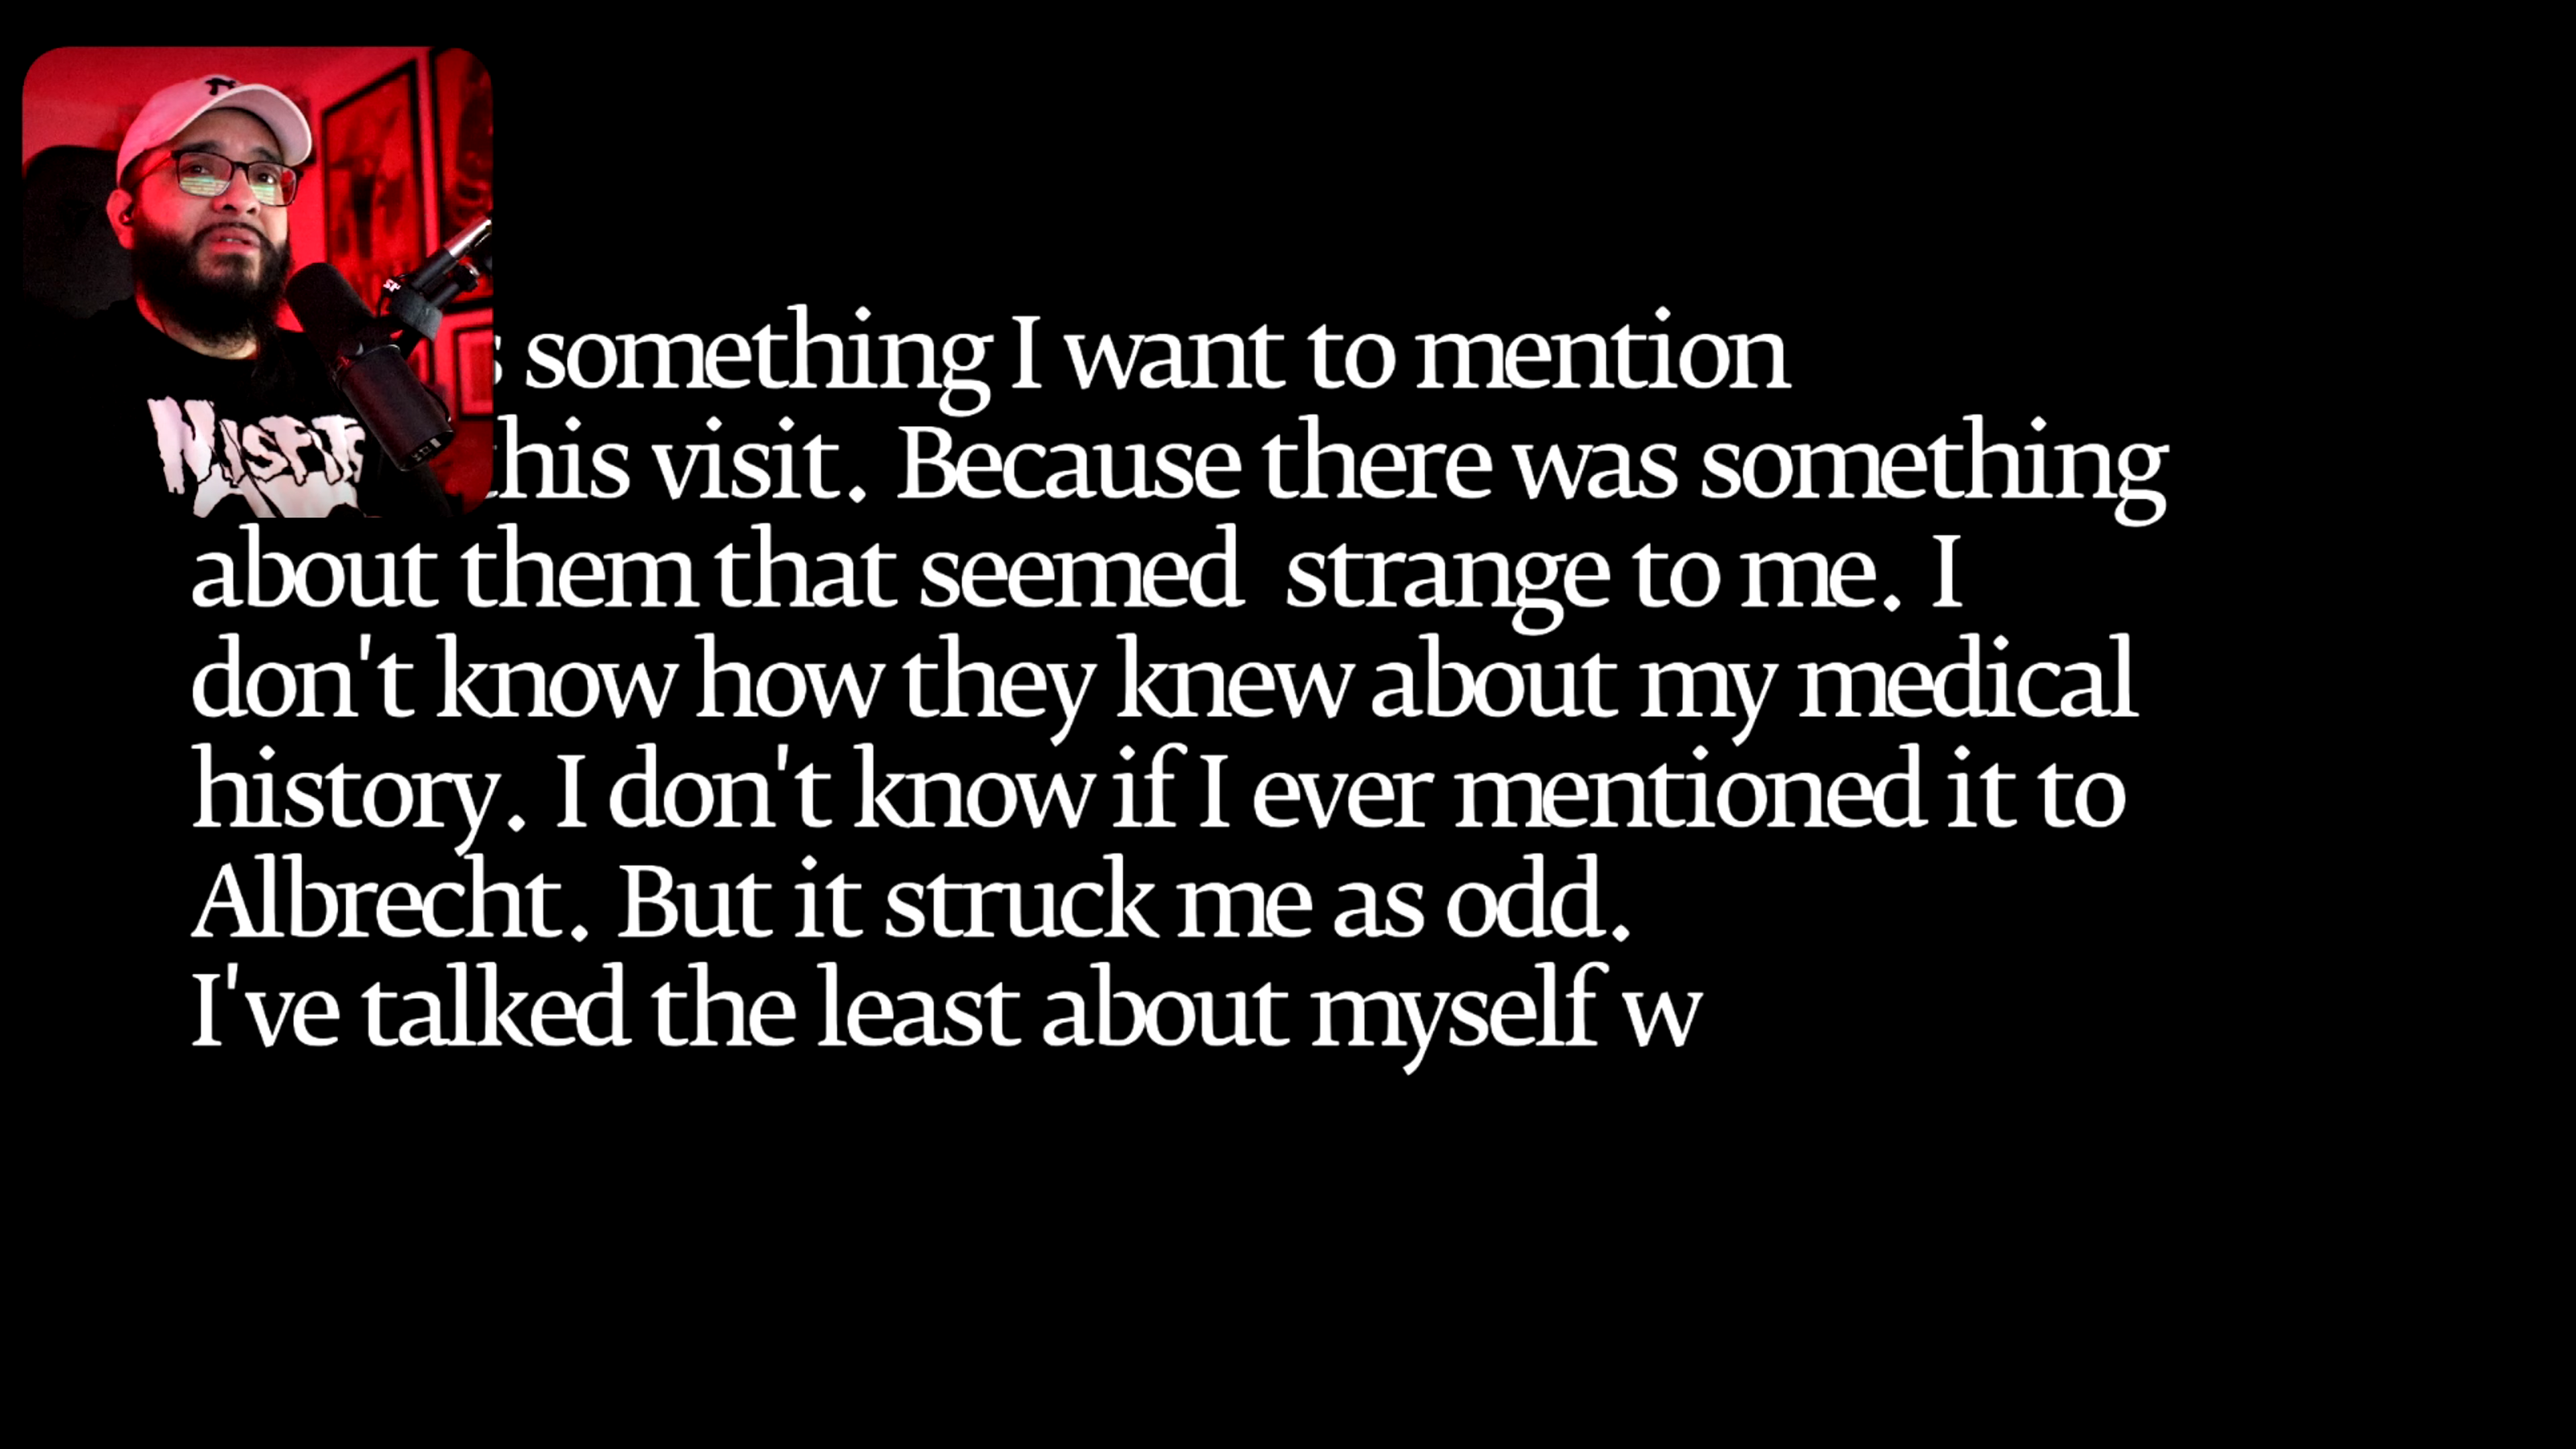 something I want to mention
this visit. Because there was something
about them that seemed  strange to me. I
don't know how they knew about my medical
history. I don't know if I ever mentioned it to
Albrecht. But it struck me as odd.
I've talked the least about myself w
MISFITS